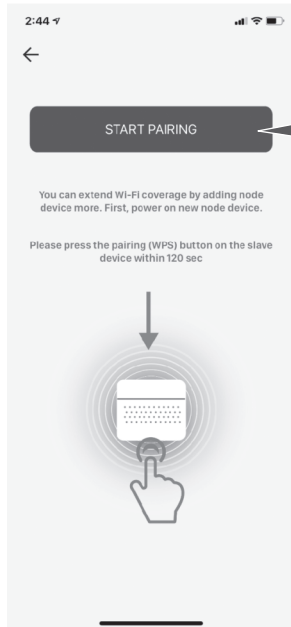 2:44
START PAIRING
You can extend Wi-Fi coverage by adding node
device more. First, power on new node device.
Please press the pairing (WPS) button on the slave
device within 120 sec